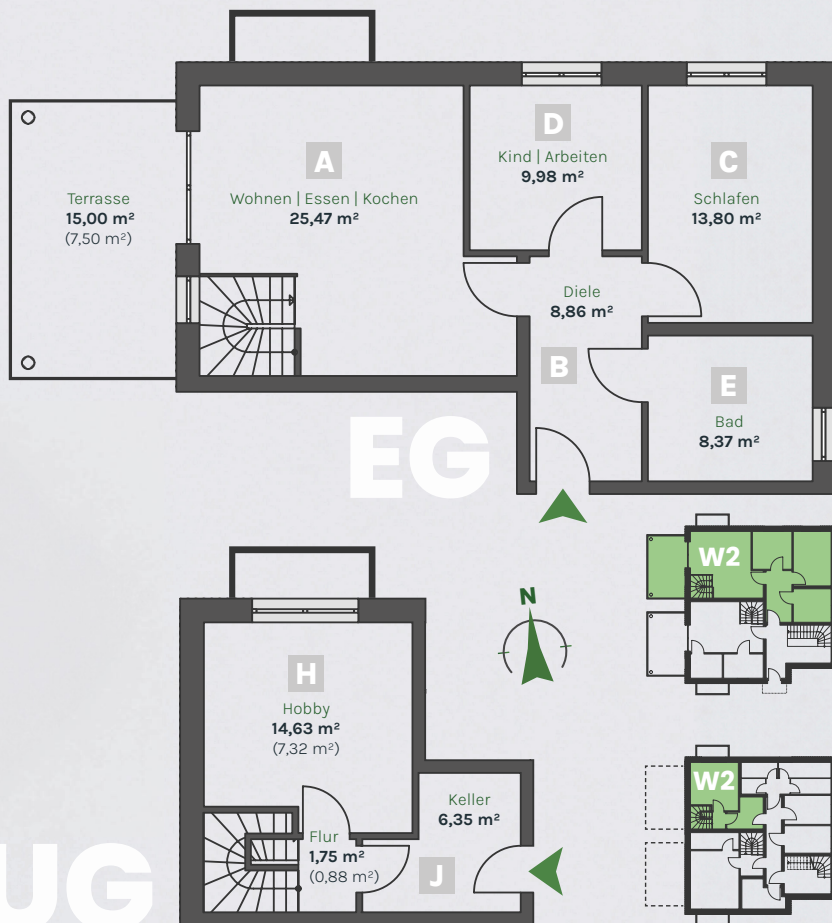 Terrasse
15,00 m²
(7,50 m²)
A
Wohnen | Essen | Kochen
25,47 m²
D
Kind | Arbeiten
9,98 m²
C
Schlafen
13,80 m²
Diele
8,86 m²
B
E
Bad
8,37 m²
EG
W2
N
H
Hobby
14,63 m²
(7,32 m²)
Keller
6,35 m²
Flur
1,75 m²
(0,88 m²)
J
W2
UG